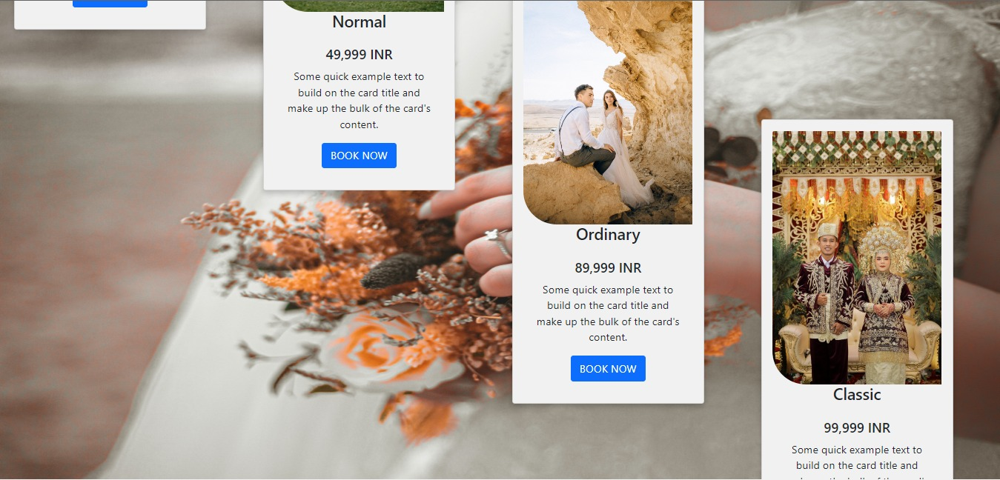 Normal
49,999 INR
Some quick example text to
build on the card title and
make up the bulk of the card's
content.
BOOK NOW
Ordinary
89,999 INR
Some quick example text to
build on the card title and
make up the bulk of the card's
content.
BOOK NOW
Classic
99,999 INR
Some quick example text to
build on the card title and